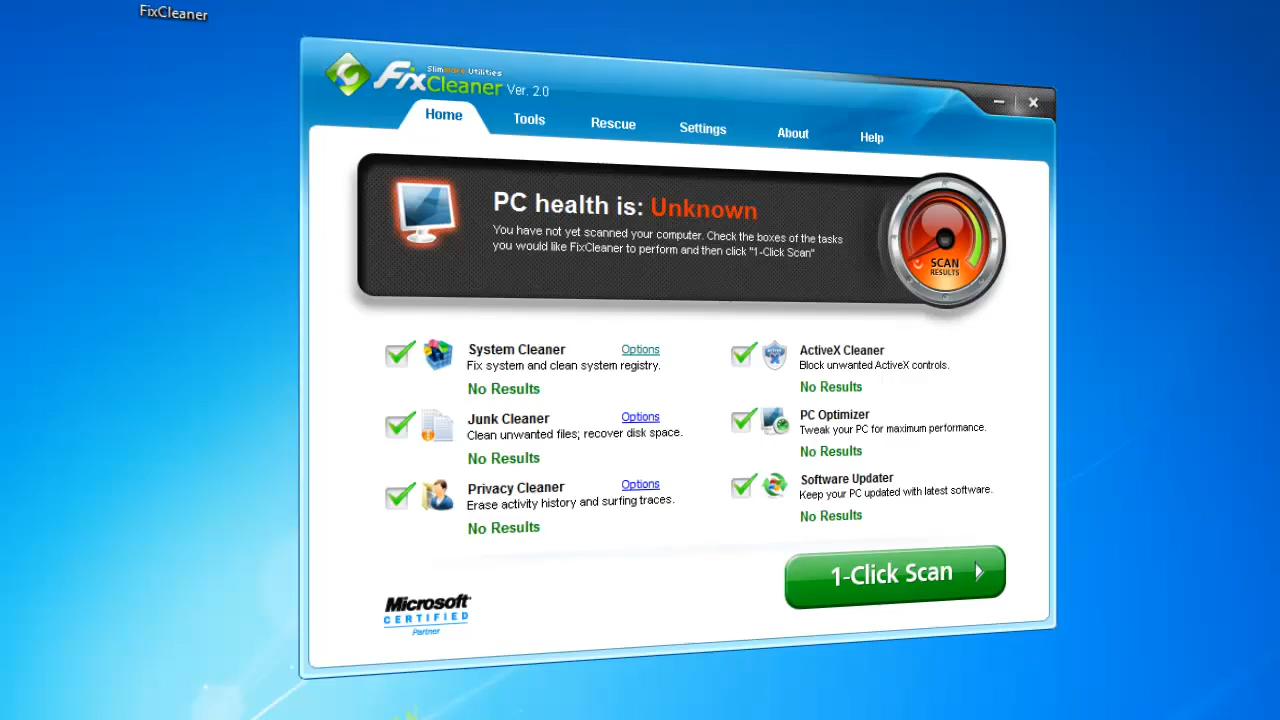 FixCleaner
Slimware Utilities
FixCleaner Ver. 2.0
Home Tools Rescue Settings About Help
PC health is: Unknown
You have not yet scanned your computer. Check the boxes of the tasks
you would like FixCleaner to perform and then click "1-Click Scan"
SCAN
RESULTS
System Cleaner Options
Fix system and clean system registry.
No Results
Junk Cleaner Options
Clean unwanted files; recover disk space.
No Results
Privacy Cleaner Options
Erase activity history and surfing traces.
No Results
ActiveX Cleaner
Block unwanted ActiveX controls.
No Results
PC Optimizer
Tweak your PC for maximum performance.
No Results
Software Updater
Keep your PC updated with latest software.
No Results
1-Click Scan
Microsoft
CERTIFIED
Partner